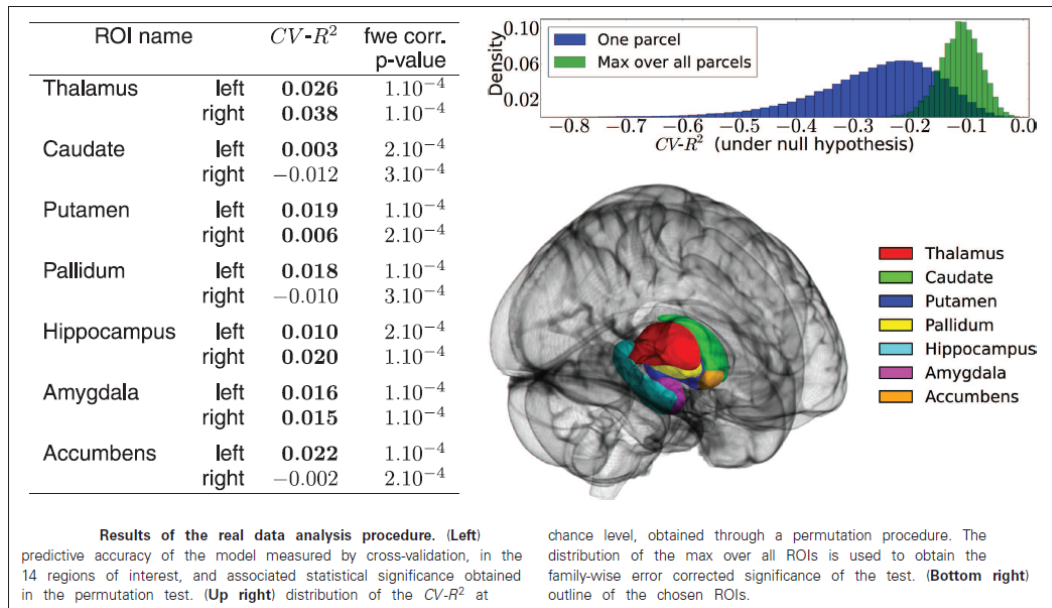 ROI name CV-R² fwe corr.
p-value
Thalamus left 0.026 1.10⁻⁴
right 0.038 1.10⁻⁴
Caudate left 0.003 2.10⁻⁴
right −0.012 3.10⁻⁴
Putamen left 0.019 1.10⁻⁴
right 0.006 2.10⁻⁴
Pallidum left 0.018 1.10⁻⁴
right −0.010 3.10⁻⁴
Hippocampus left 0.010 2.10⁻⁴
right 0.020 1.10⁻⁴
Amygdala left 0.016 1.10⁻⁴
right 0.015 1.10⁻⁴
Accumbens left 0.022 1.10⁻⁴
right −0.002 2.10⁻⁴
Density
0.10
0.06
0.02
One parcel
Max over all parcels
−0.8 −0.7 −0.6 −0.5 −0.4 −0.3 −0.2 −0.1 0.0
CV-R² (under null hypothesis)
Thalamus
Caudate
Putamen
Pallidum
Hippocampus
Amygdala
Accumbens
Results of the real data analysis procedure. (Left)
predictive accuracy of the model measured by cross-validation, in the
14 regions of interest, and associated statistical significance obtained
in the permutation test. (Up right) distribution of the CV-R² at
chance level, obtained through a permutation procedure. The
distribution of the max over all ROIs is used to obtain the
family-wise error corrected significance of the test. (Bottom right)
outline of the chosen ROIs.